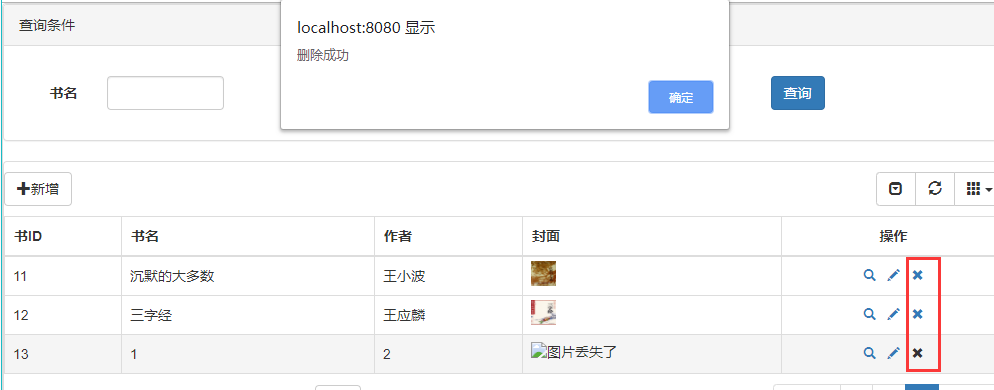 查询条件
localhost:8080 显示
删除成功
确定
书名
查询
新增
书ID 书名 作者 封面 操作
11 沉默的大多数 王小波
12 三字经 王应麟
13 1 2 图片丢失了